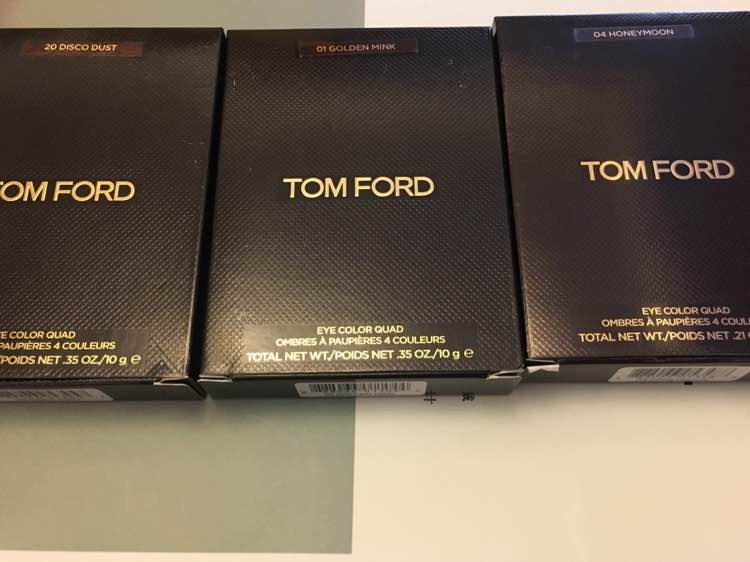 20 DISCO DUST
TOM FORD
EYE COLOR QUAD
PAUPIÈRES 4 COULEURS
/POIDS NET .35 OZ./10 g ℮
01 GOLDEN MINK
TOM FORD
EYE COLOR QUAD
OMBRES À PAUPIÈRES 4 COULEURS
TOTAL NET WT./POIDS NET .35 OZ./10 g ℮
04 HONEYMOON
TOM FORD
EYE COLOR QUAD
OMBRES À PAUPIÈRES 4 COUL
TOTAL NET WT./POIDS NET .21